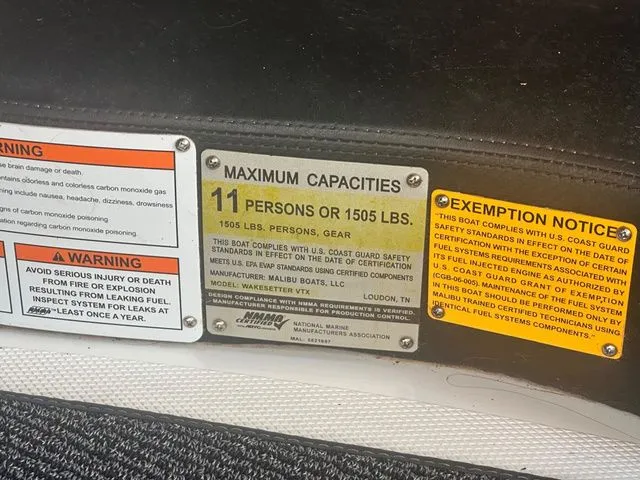 RNING
se brain damage or death.
ontains odorless and colorless carbon monoxide gas
ning include nausea, headache, dizziness, drowsiness
gns of carbon monoxide poisoning.
ation regarding carbon monoxide poisoning.
WARNING
AVOID SERIOUS INJURY OR DEATH
FROM FIRE OR EXPLOSION
RESULTING FROM LEAKING FUEL.
INSPECT SYSTEM FOR LEAKS AT
LEAST ONCE A YEAR.
MAXIMUM CAPACITIES
11 PERSONS OR 1505 LBS.
1505 LBS. PERSONS, GEAR
THIS BOAT COMPLIES WITH U.S. COAST GUARD SAFETY
STANDARDS IN EFFECT ON THE DATE OF CERTIFICATION
MEETS U.S. EPA EVAP STANDARDS USING CERTIFIED COMPONENTS
MANUFACTURER: MALIBU BOATS, LLC
MODEL: WAKESETTER VTX LOUDON, TN
DESIGN COMPLIANCE WITH NMMA REQUIREMENTS IS VERIFIED.
MANUFACTURER RESPONSIBLE FOR PRODUCTION CONTROL.
NMMA
CERTIFIED
NATIONAL MARINE
MANUFACTURERS ASSOCIATION
EXEMPTION NOTICE
"THIS BOAT COMPLIES WITH U.S. COAST GUARD
SAFETY STANDARDS IN EFFECT ON THE DATE OF
CERTIFICATION WITH THE EXCEPTION OF CERTAIN
FUEL SYSTEMS REQUIREMENTS ASSOCIATED WITH
ITS FUEL INJECTED ENGINE AS AUTHORIZED BY
U.S. COAST GUARD GRANT OF EXEMPTION
(CGB-06-005). MAINTENANCE OF THE FUEL SYSTEM
IN THIS BOAT SHOULD BE PERFORMED ONLY BY
MALIBU TRAINED CERTIFIED TECHNICIANS USING
DENTICAL FUEL SYSTEMS COMPONENTS."